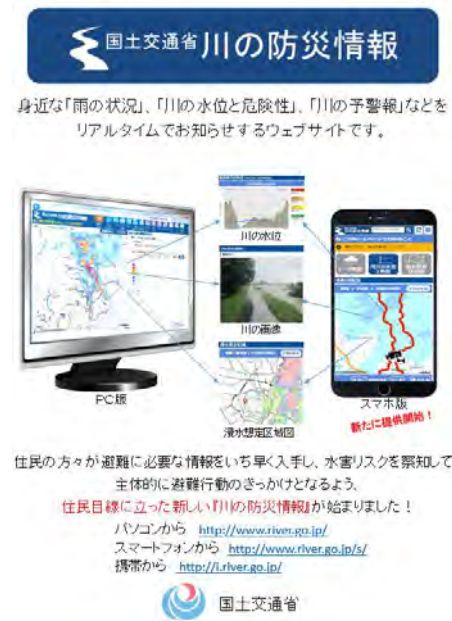 国土交通省川の防災情報
身近な「雨の状況」、「川の水位と危険性」、「川の予警報」などを
リアルタイムでお知らせするウェブサイトです。
川の水位
川の画像
浸水想定区域図
PC版
スマホ版
新たに提供開始!
住民の方々が避難に必要な情報をいち早く入手し、水害リスクを察知して
主体的に避難行動のきっかけとなるよう、
住民目線に立った新しい『川の防災情報』が始まりました!
パソコンから http://www.river.go.jp/
スマートフォンから http://www.river.go.jp/s/
携帯から http://i.river.go.jp/
国土交通省